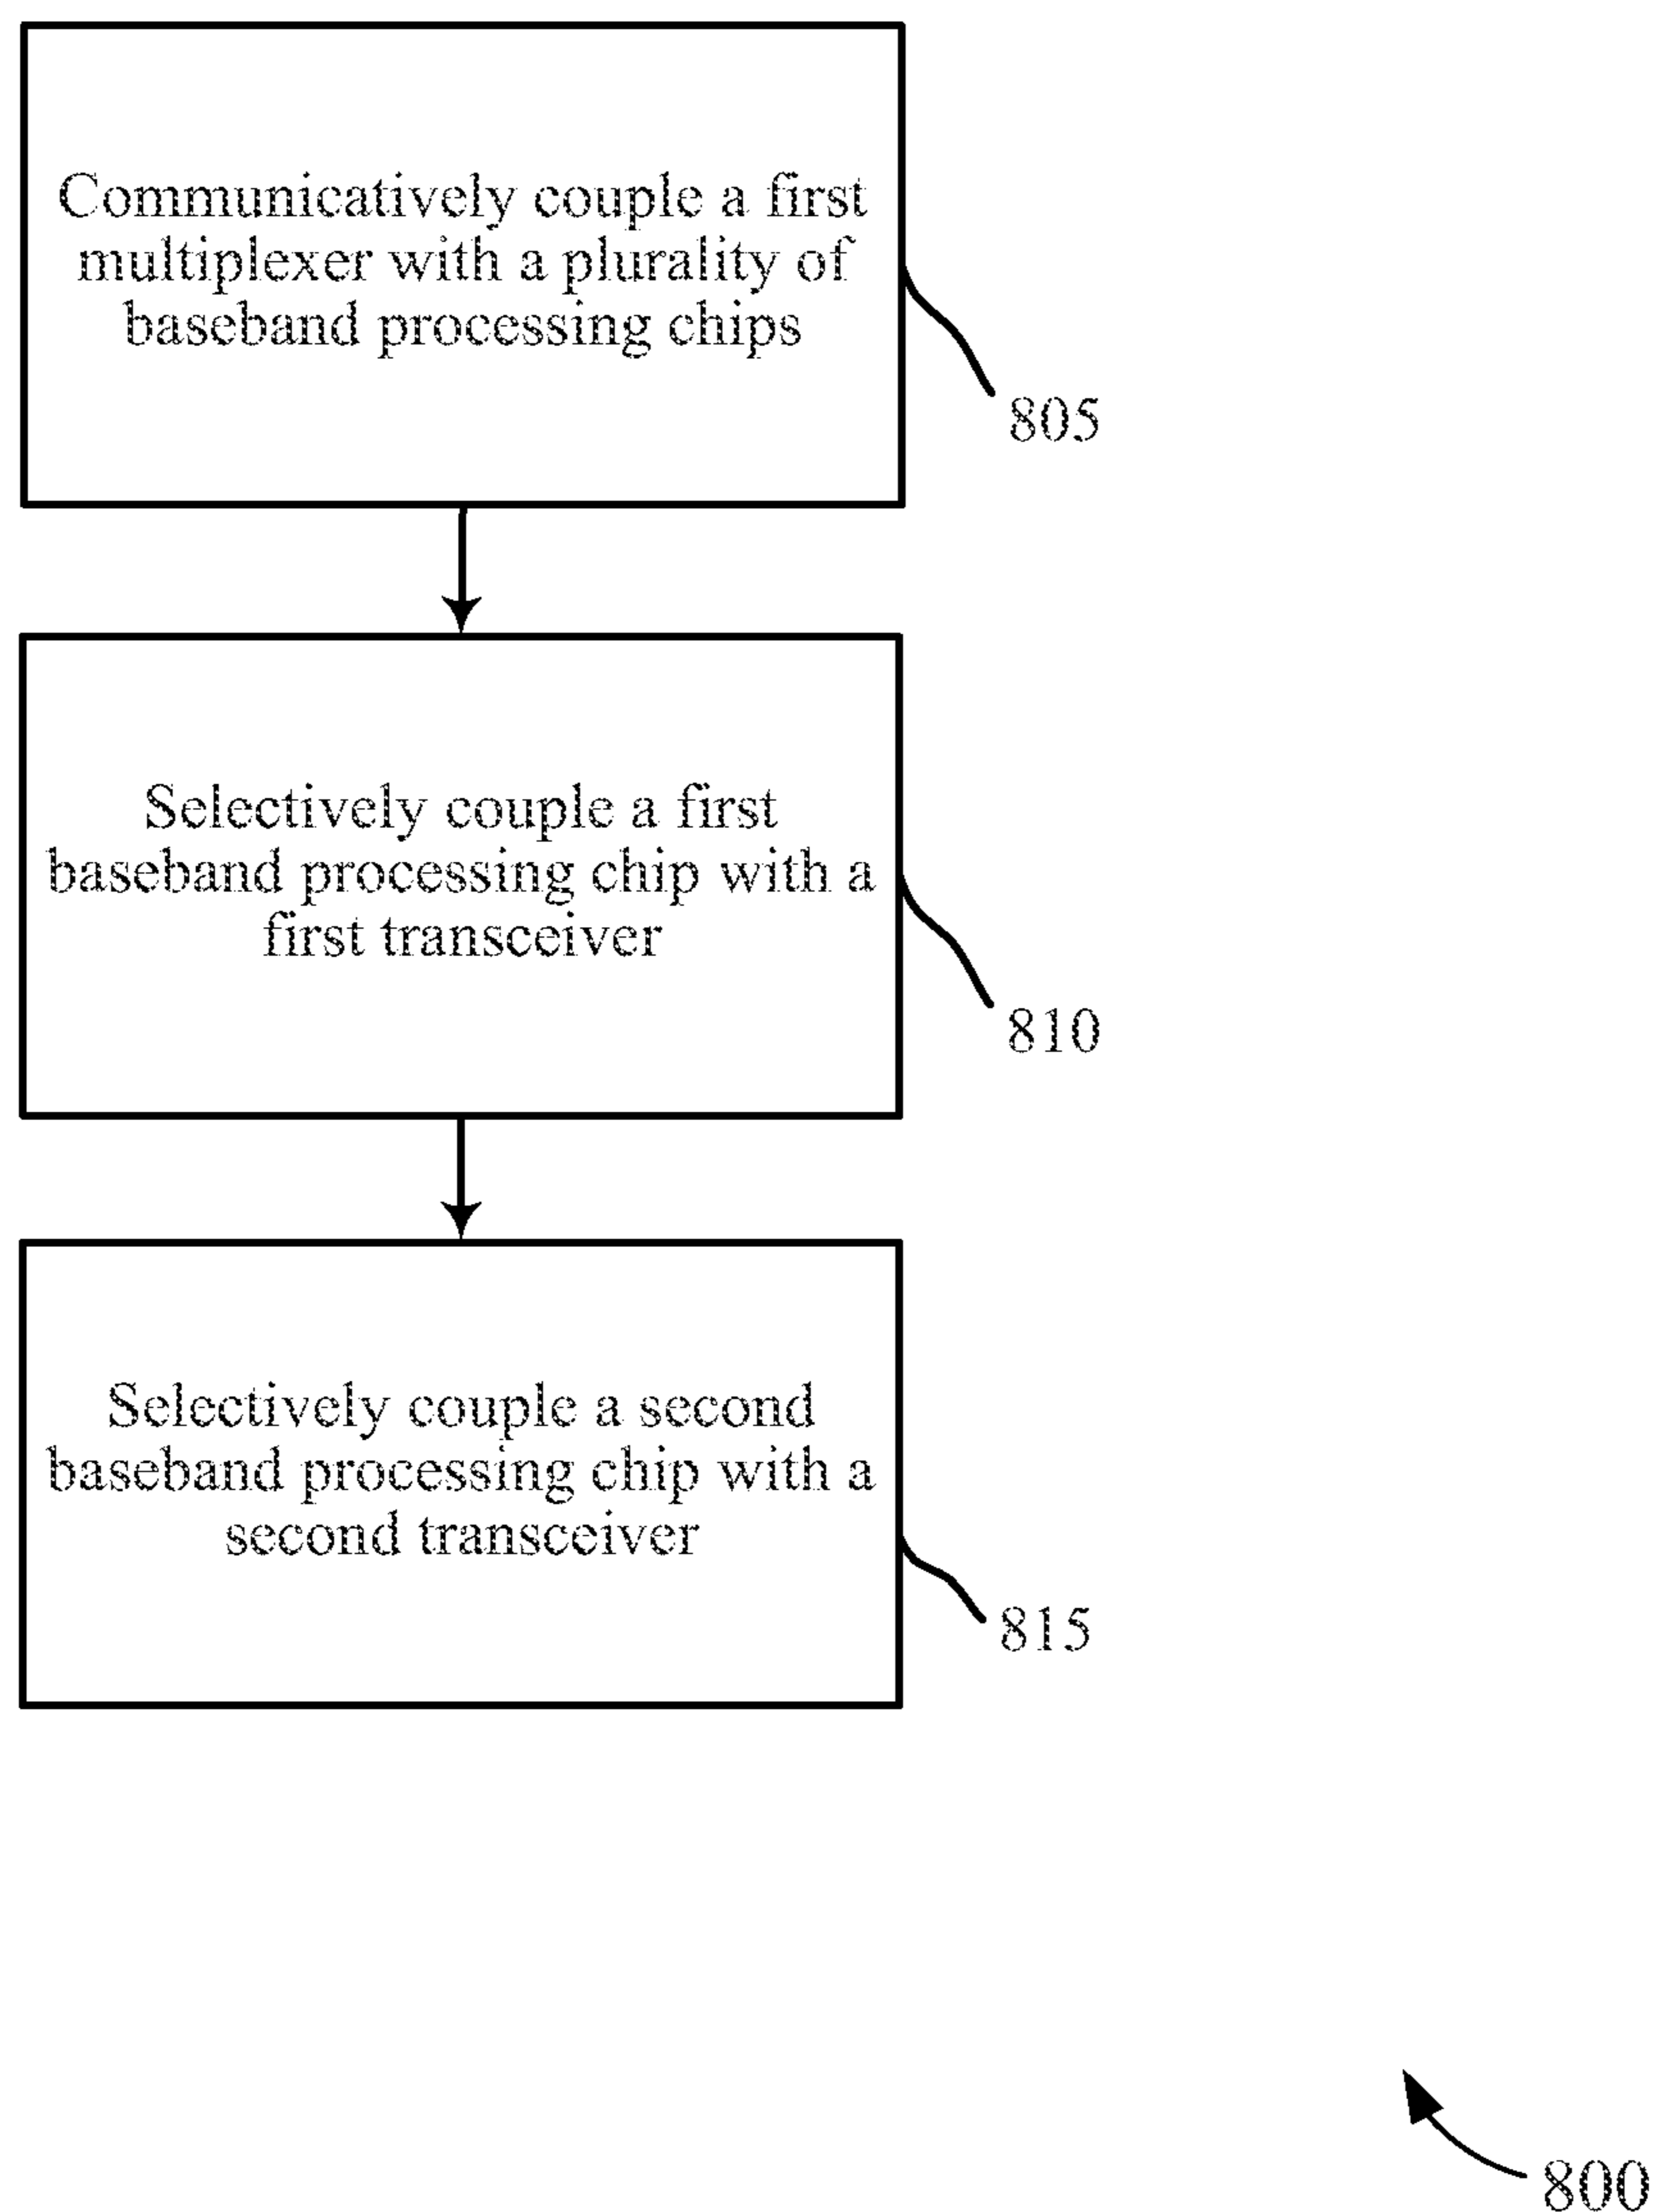 Communicatively couple a first
multiplexer with a plurality of
baseband processing chips
805
Selectively couple a first
baseband processing chip with a
first transceiver
810
Selectively couple a second
baseband processing chip with a
second transceiver
815
800